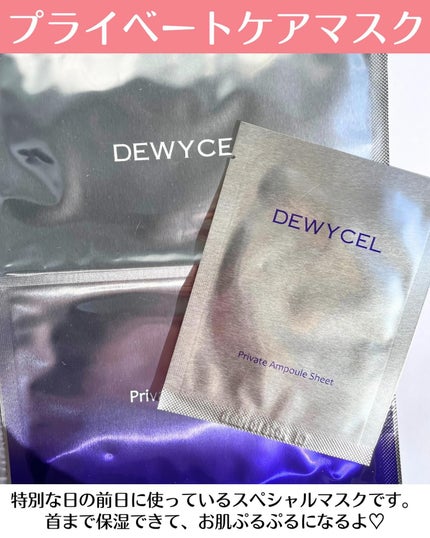 プライベートケアマスク
DEWYCE
DEWYCEL
Private Ampoule Sheet
Priv
特別な日の前日に使っているスペシャルマスクです。
首まで保湿できて、お肌ぷるぷるになるよ♡